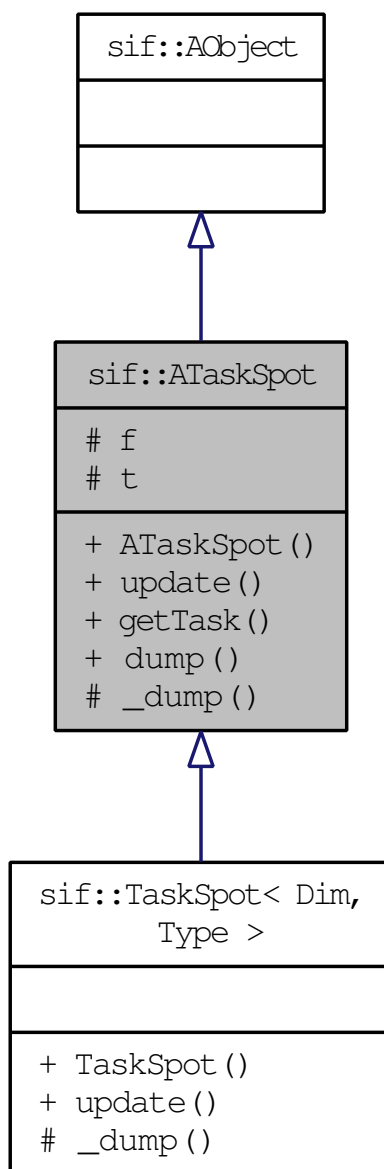 sif::AObject
sif::ATaskSpot
# f
# t
+ ATaskSpot()
+ update()
+ getTask()
+ dump()
# _dump()
sif::TaskSpot< Dim,
Type >
+ TaskSpot()
+ update()
# _dump()